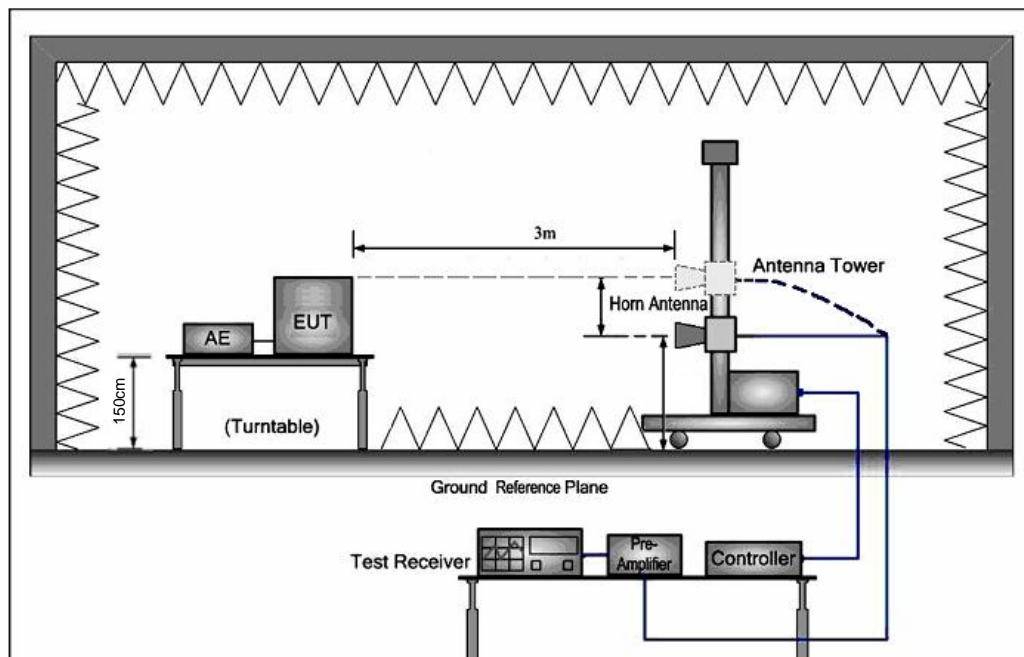 3m
Antenna Tower
Horn Antenna
EUT
AE
150cm
(Turntable)
Ground Reference Plane
Test Receiver
Pre-
Amplifier
Controller